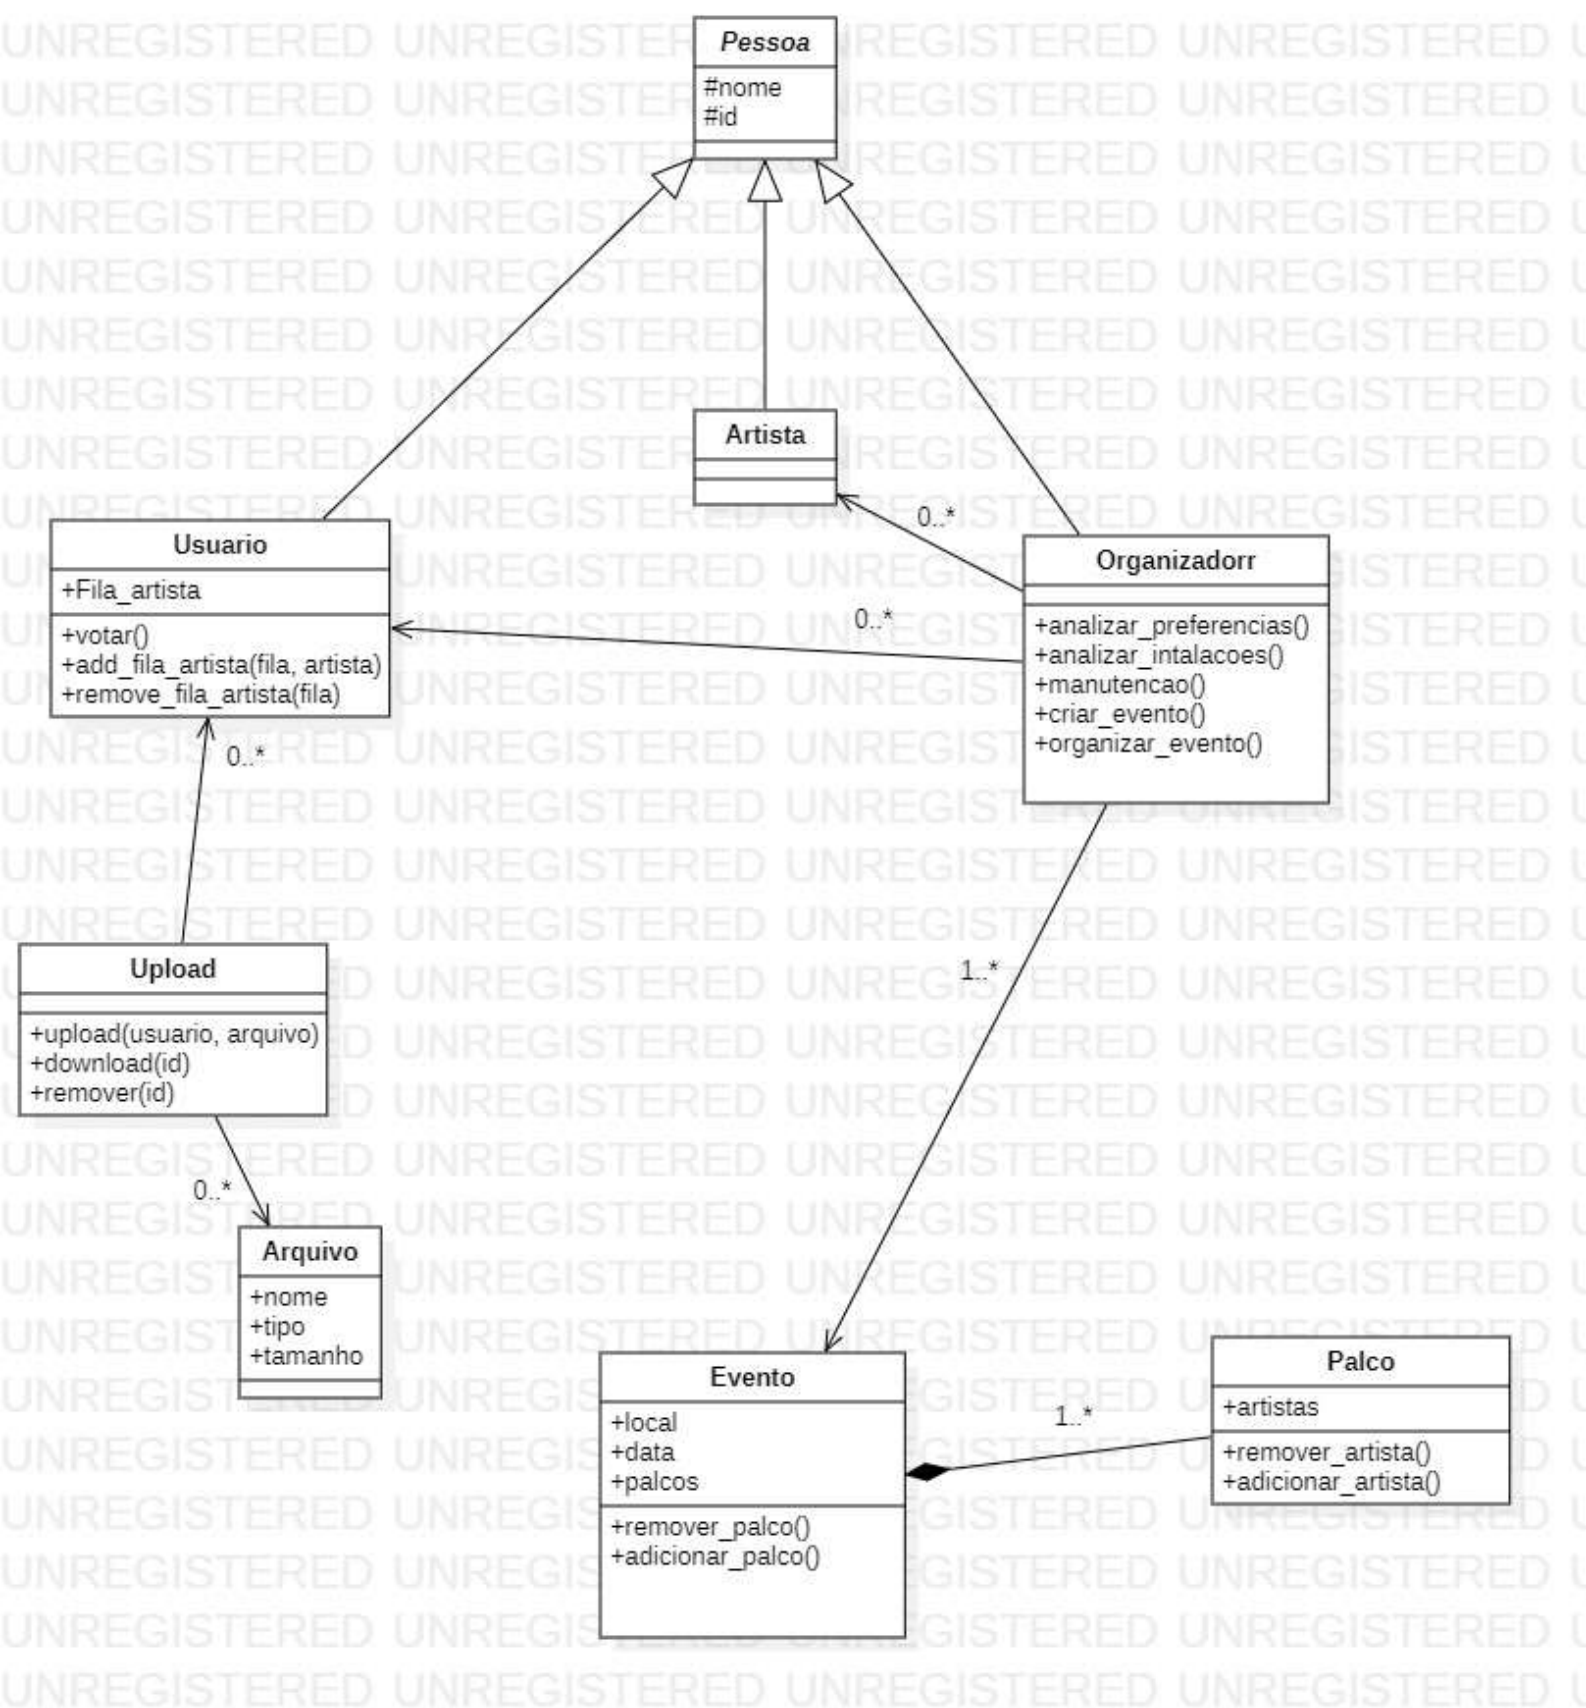 Pessoa
#nome
#id
Artista
0..*
Usuario
+Fila_artista
+votar()
+add_fila_artista(fila, artista)
+remove_fila_artista(fila)
0..*
Organizadorr
+analizar_preferencias()
+analizar_intalacoes()
+manutencao()
+criar_evento()
+organizar_evento()
0..*
Upload
+upload(usuario, arquivo)
+download(id)
+remover(id)
1..*
0..*
Arquivo
+nome
+tipo
+tamanho
Evento
+local
+data
+palcos
+remover_palco()
+adicionar_palco()
1..*
Palco
+artistas
+remover_artista()
+adicionar_artista()
UNREGISTERED